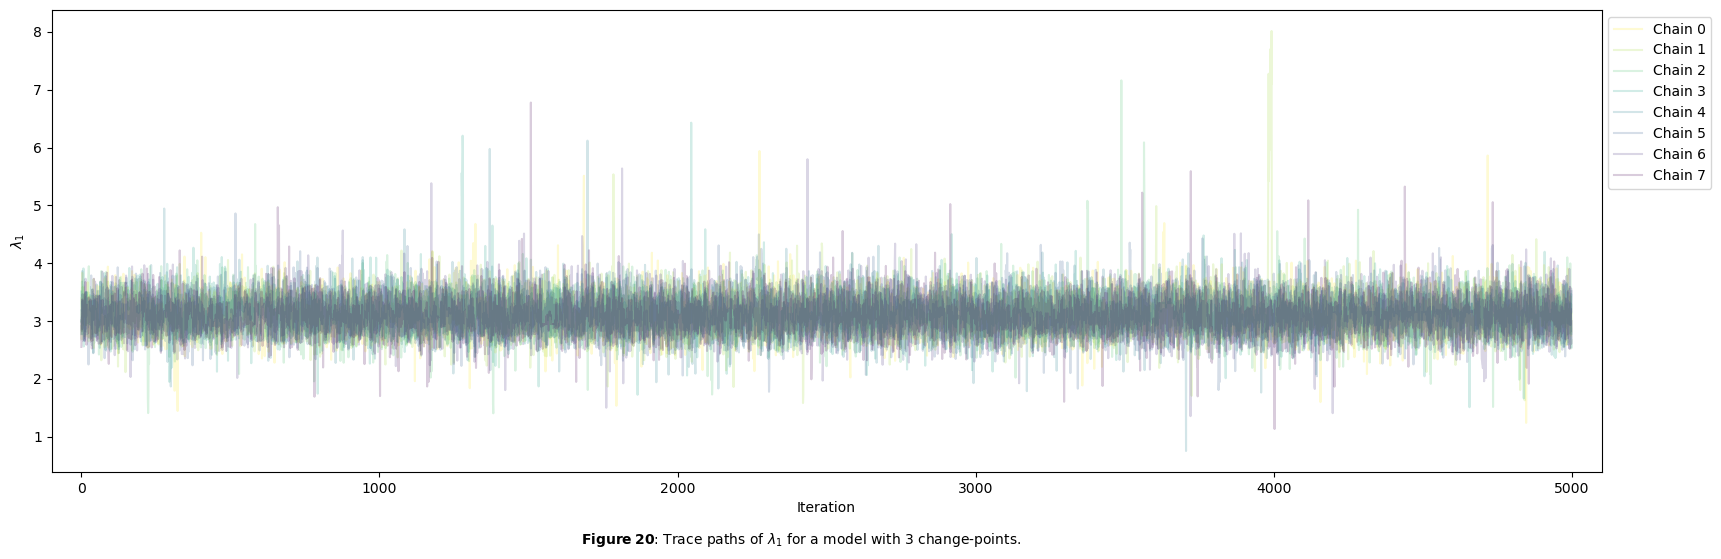 8
7
6
5
4
3
2
1
λ₁
0
1000
2000
3000
4000
5000
Iteration
Chain 0
Chain 1
Chain 2
Chain 3
Chain 4
Chain 5
Chain 6
Chain 7
Figure 20: Trace paths of λ₁ for a model with 3 change-points.